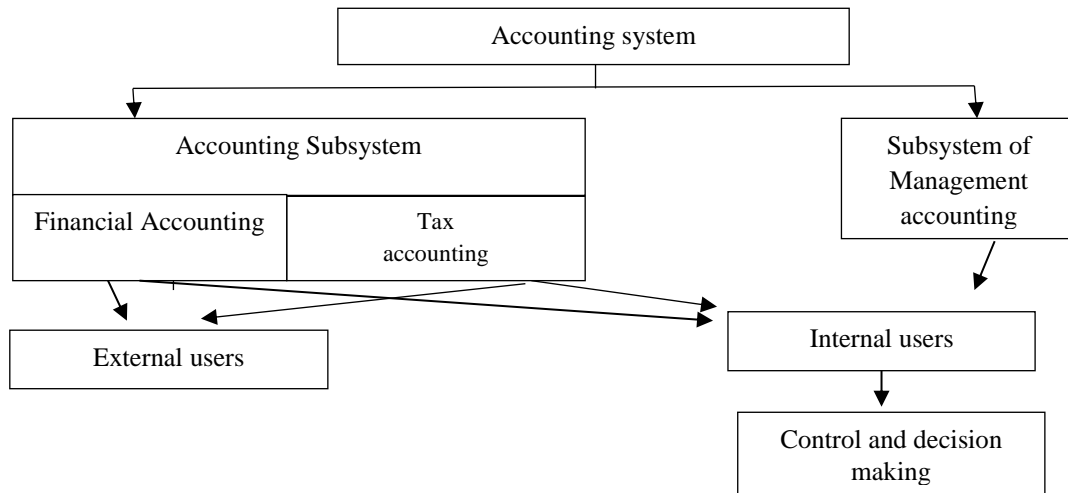 Accounting system
Accounting Subsystem
Financial Accounting
Tax
accounting
Subsystem of
Management
accounting
External users
Internal users
Control and decision
making